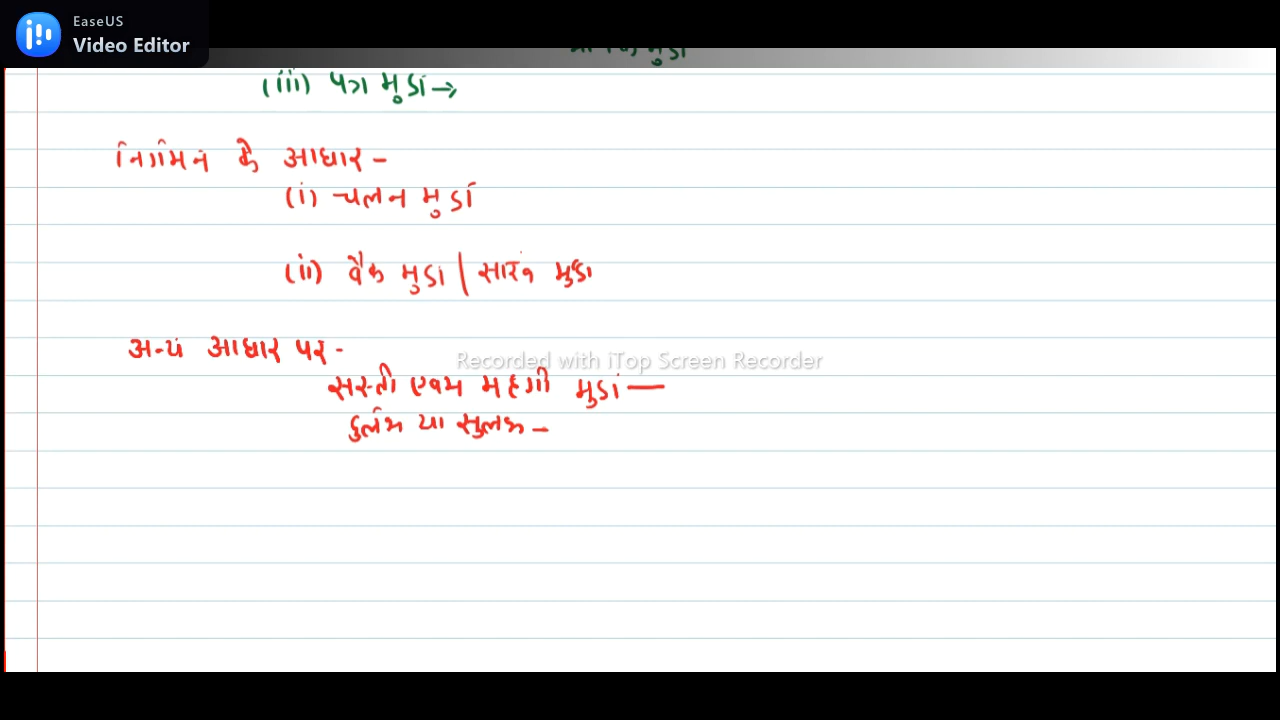 EaseUS
Video Editor
(iii) पत्र मुद्रा →
निर्गमन के आधार -
(i) चलन मुद्रा
(ii) बैंक मुद्रा | साख मुद्रा
अन्य आधार पर -
Recorded with iTop Screen Recorder
सस्ती एवम महगी मुद्रा —
दुर्लभ या सुलभ -